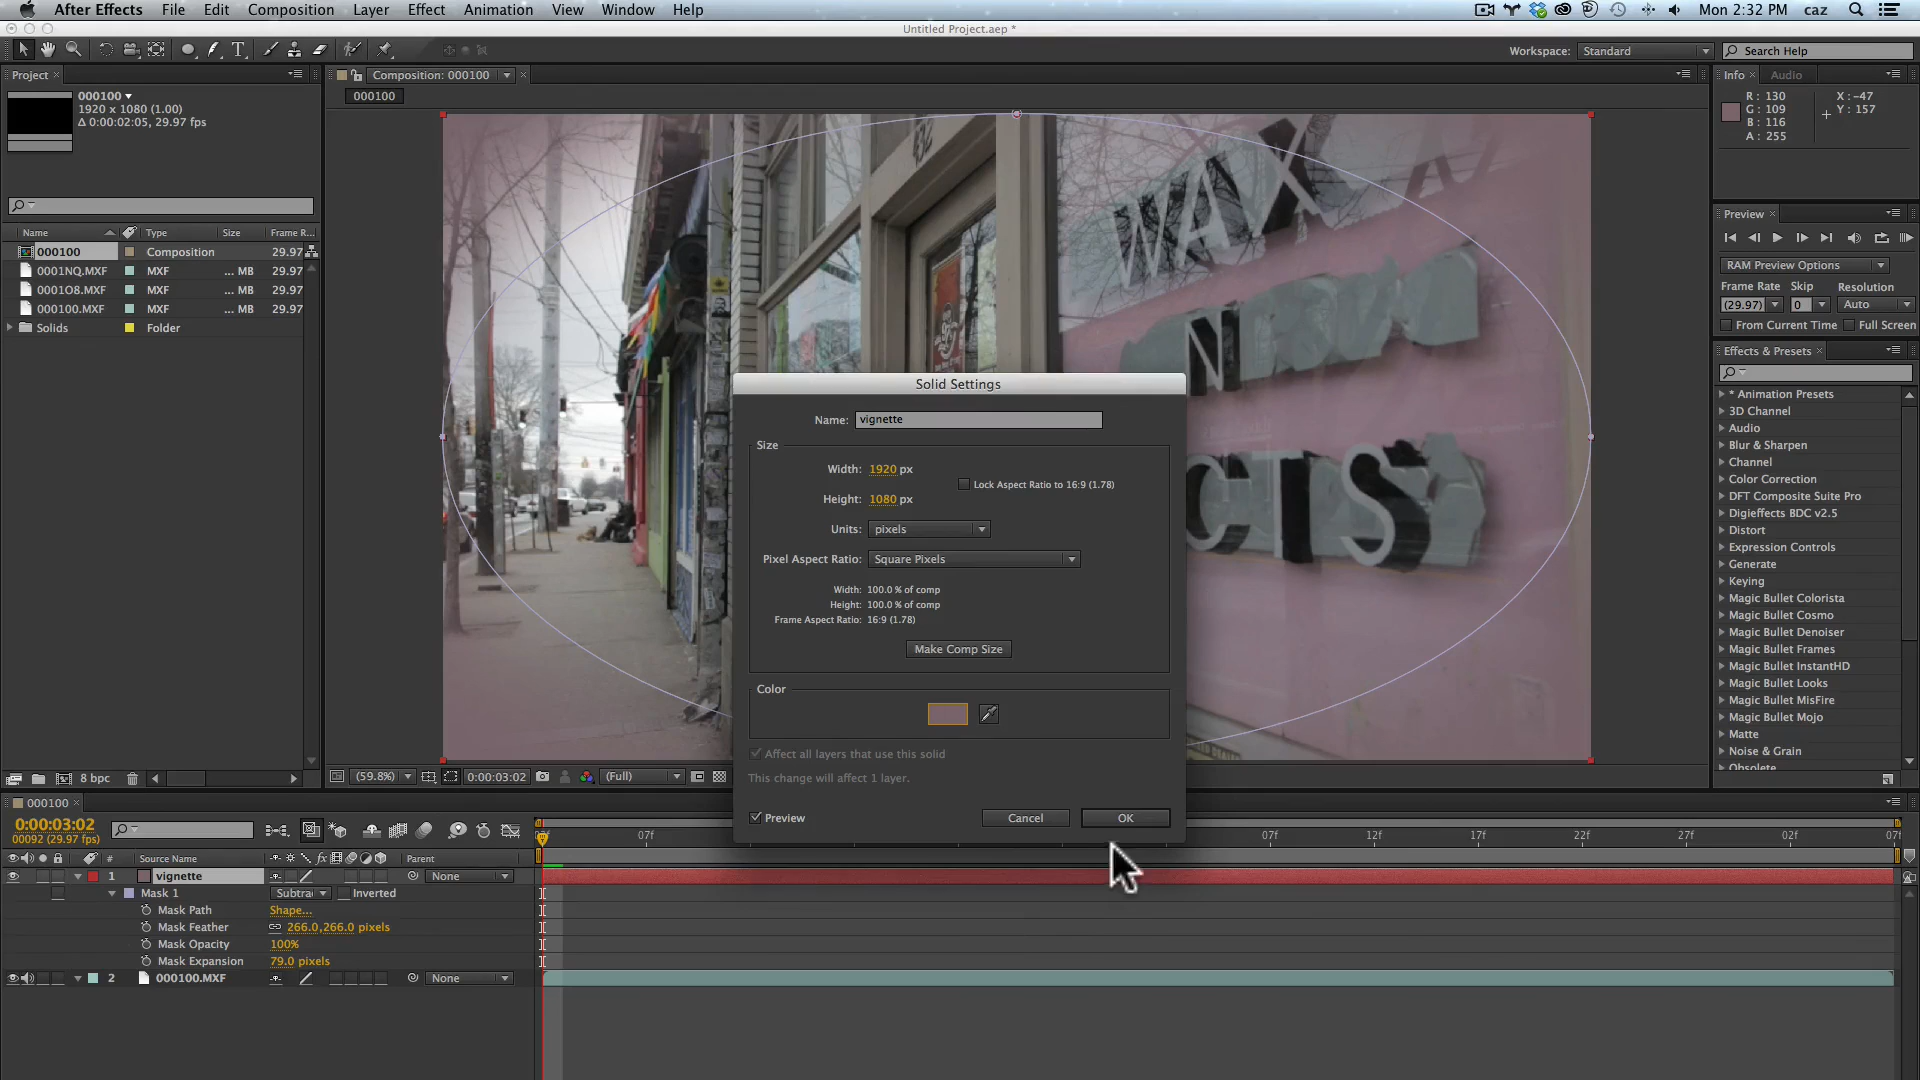 After Effects File Edit Composition Layer Effect Animation View Window Help Mon 2:32 PM caz
Untitled Project.aep *
Workspace: Standard Search Help
Project
000100
1920 x 1080 (1.00)
Δ 0:00:02:05, 29.97 fps
Name Type Size Frame R...
000100 Composition 29.97
0001NQ.MXF MXF ... MB 29.97
0001O8.MXF MXF ... MB 29.97
000100.MXF MXF ... MB 29.97
Solids Folder
8 bpc
Composition: 000100
000100
432
WAX
N
CTS
(59.8%) 0:00:03:02 (Full)
Solid Settings
Name: vignette
Size
Width: 1920 px
Lock Aspect Ratio to 16:9 (1.78)
Height: 1080 px
Units: pixels
Pixel Aspect Ratio: Square Pixels
Width: 100.0 % of comp
Height: 100.0 % of comp
Frame Aspect Ratio: 16:9 (1.78)
Make Comp Size
Color
Affect all layers that use this solid
This change will affect 1 layer.
Preview Cancel OK
Info Audio
R: 130
G: 109
B: 116
A: 255
X: -47
Y: 157
Preview
RAM Preview Options
Frame Rate Skip Resolution
(29.97) 0 Auto
From Current Time Full Screen
Effects & Presets
* Animation Presets
3D Channel
Audio
Blur & Sharpen
Channel
Color Correction
DFT Composite Suite Pro
Digieffects BDC v2.5
Distort
Expression Controls
Generate
Keying
Magic Bullet Colorista
Magic Bullet Cosmo
Magic Bullet Denoiser
Magic Bullet Frames
Magic Bullet InstantHD
Magic Bullet Looks
Magic Bullet MisFire
Magic Bullet Mojo
Matte
Noise & Grain
Obsolete
000100
0:00:03:02
00092 (29.97 fps)
07f 07f 12f 17f 22f 27f 02f 07f
# Source Name fx Parent
1 vignette None
Mask 1 Subtrac Inverted
Mask Path Shape...
Mask Feather 266.0,266.0 pixels
Mask Opacity 100%
Mask Expansion 79.0 pixels
2 000100.MXF None